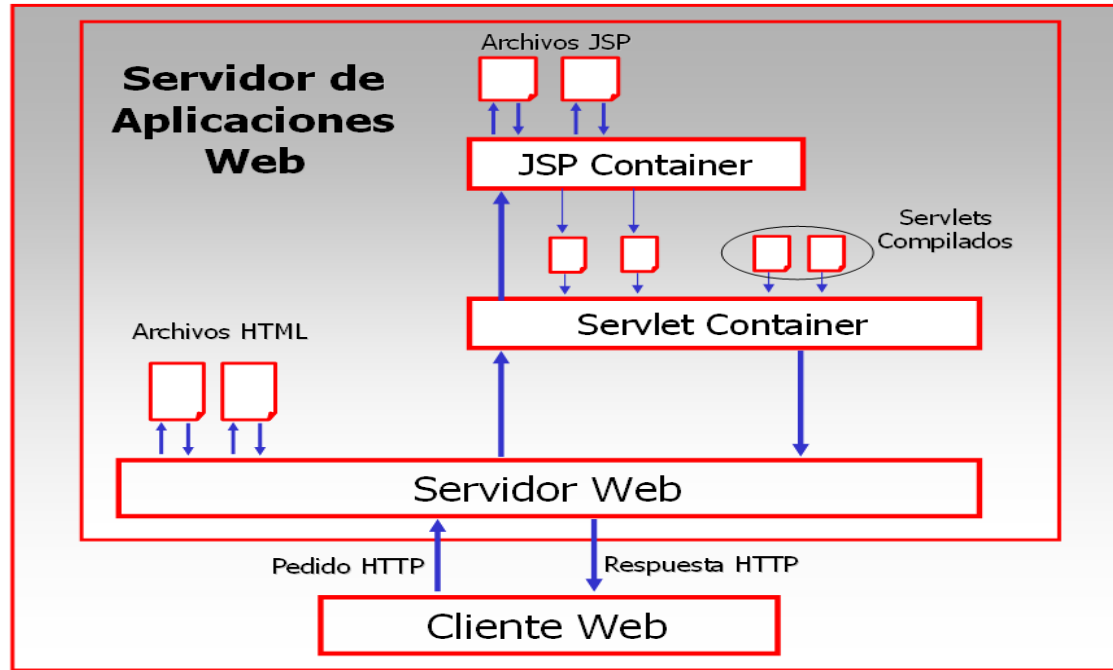 Archivos JSP
Servidor de
Aplicaciones
Web
JSP Container
Servlets
Compilados
Servlet Container
Archivos HTML
Servidor Web
Pedido HTTP
Respuesta HTTP
Cliente Web